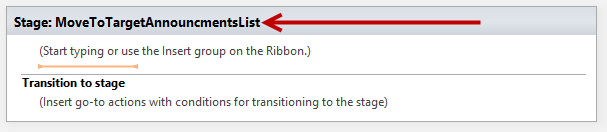 Stage: MoveToTargetAnnouncmentsList
(Start typing or use the Insert group on the Ribbon.)
Transition to stage
(Insert go-to actions with conditions for transitioning to the stage)